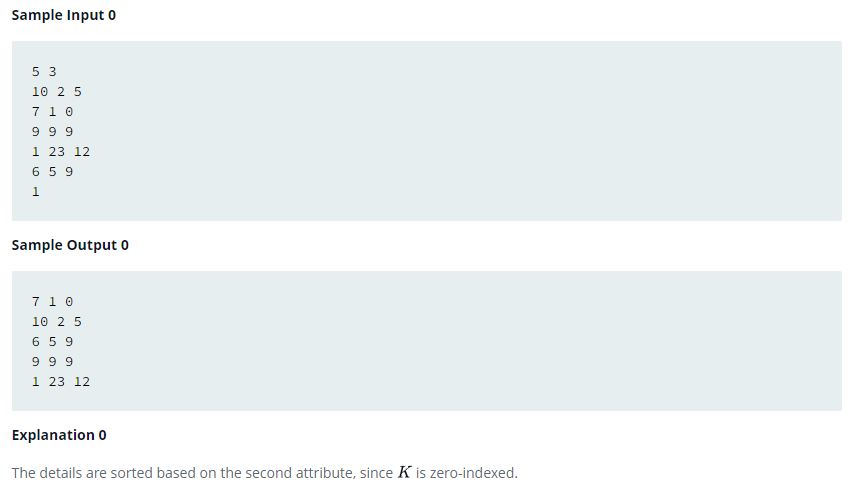 Sample Input 0
5 3
10 2 5
7 1 0
9 9 9
1 23 12
6 5 9
1
Sample Output 0
7 1 0
10 2 5
6 5 9
9 9 9
1 23 12
Explanation 0
The details are sorted based on the second attribute, since K is zero-indexed.